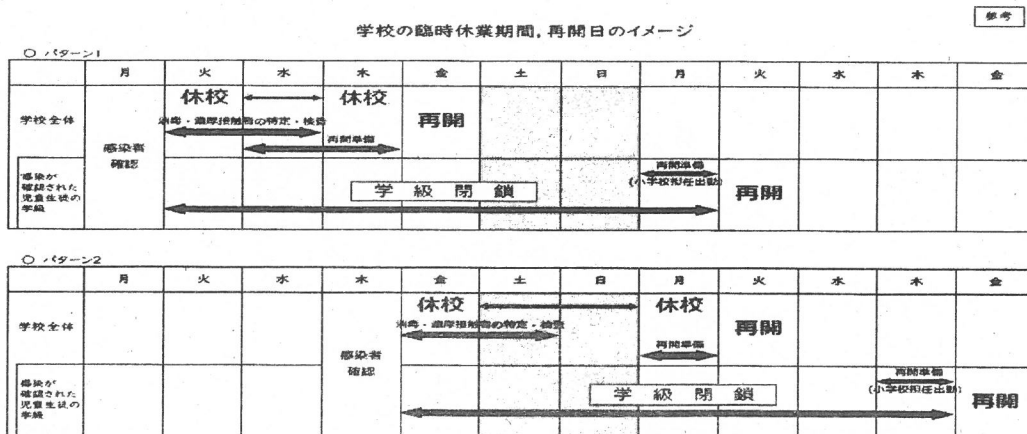 参考
学校の臨時休業期間,再開日のイメージ
○ パターン1
月 火 水 木 金 土 日 月 火 水 木 金
学校全体
感染者
確認
休校 休校
消毒・濃厚接触者の特定・検査
再開準備
再開
感染が
確認された
児童生徒の
学級
学級閉鎖
再開準備
(小学校担任出勤)
再開
○ パターン2
月 火 水 木 金 土 日 月 火 水 木 金
学校全体
感染者
確認
休校 休校
消毒・濃厚接触者の特定・検査
再開準備
再開
感染が
確認された
児童生徒の
学級
学級閉鎖
再開準備
(小学校担任出勤)
再開